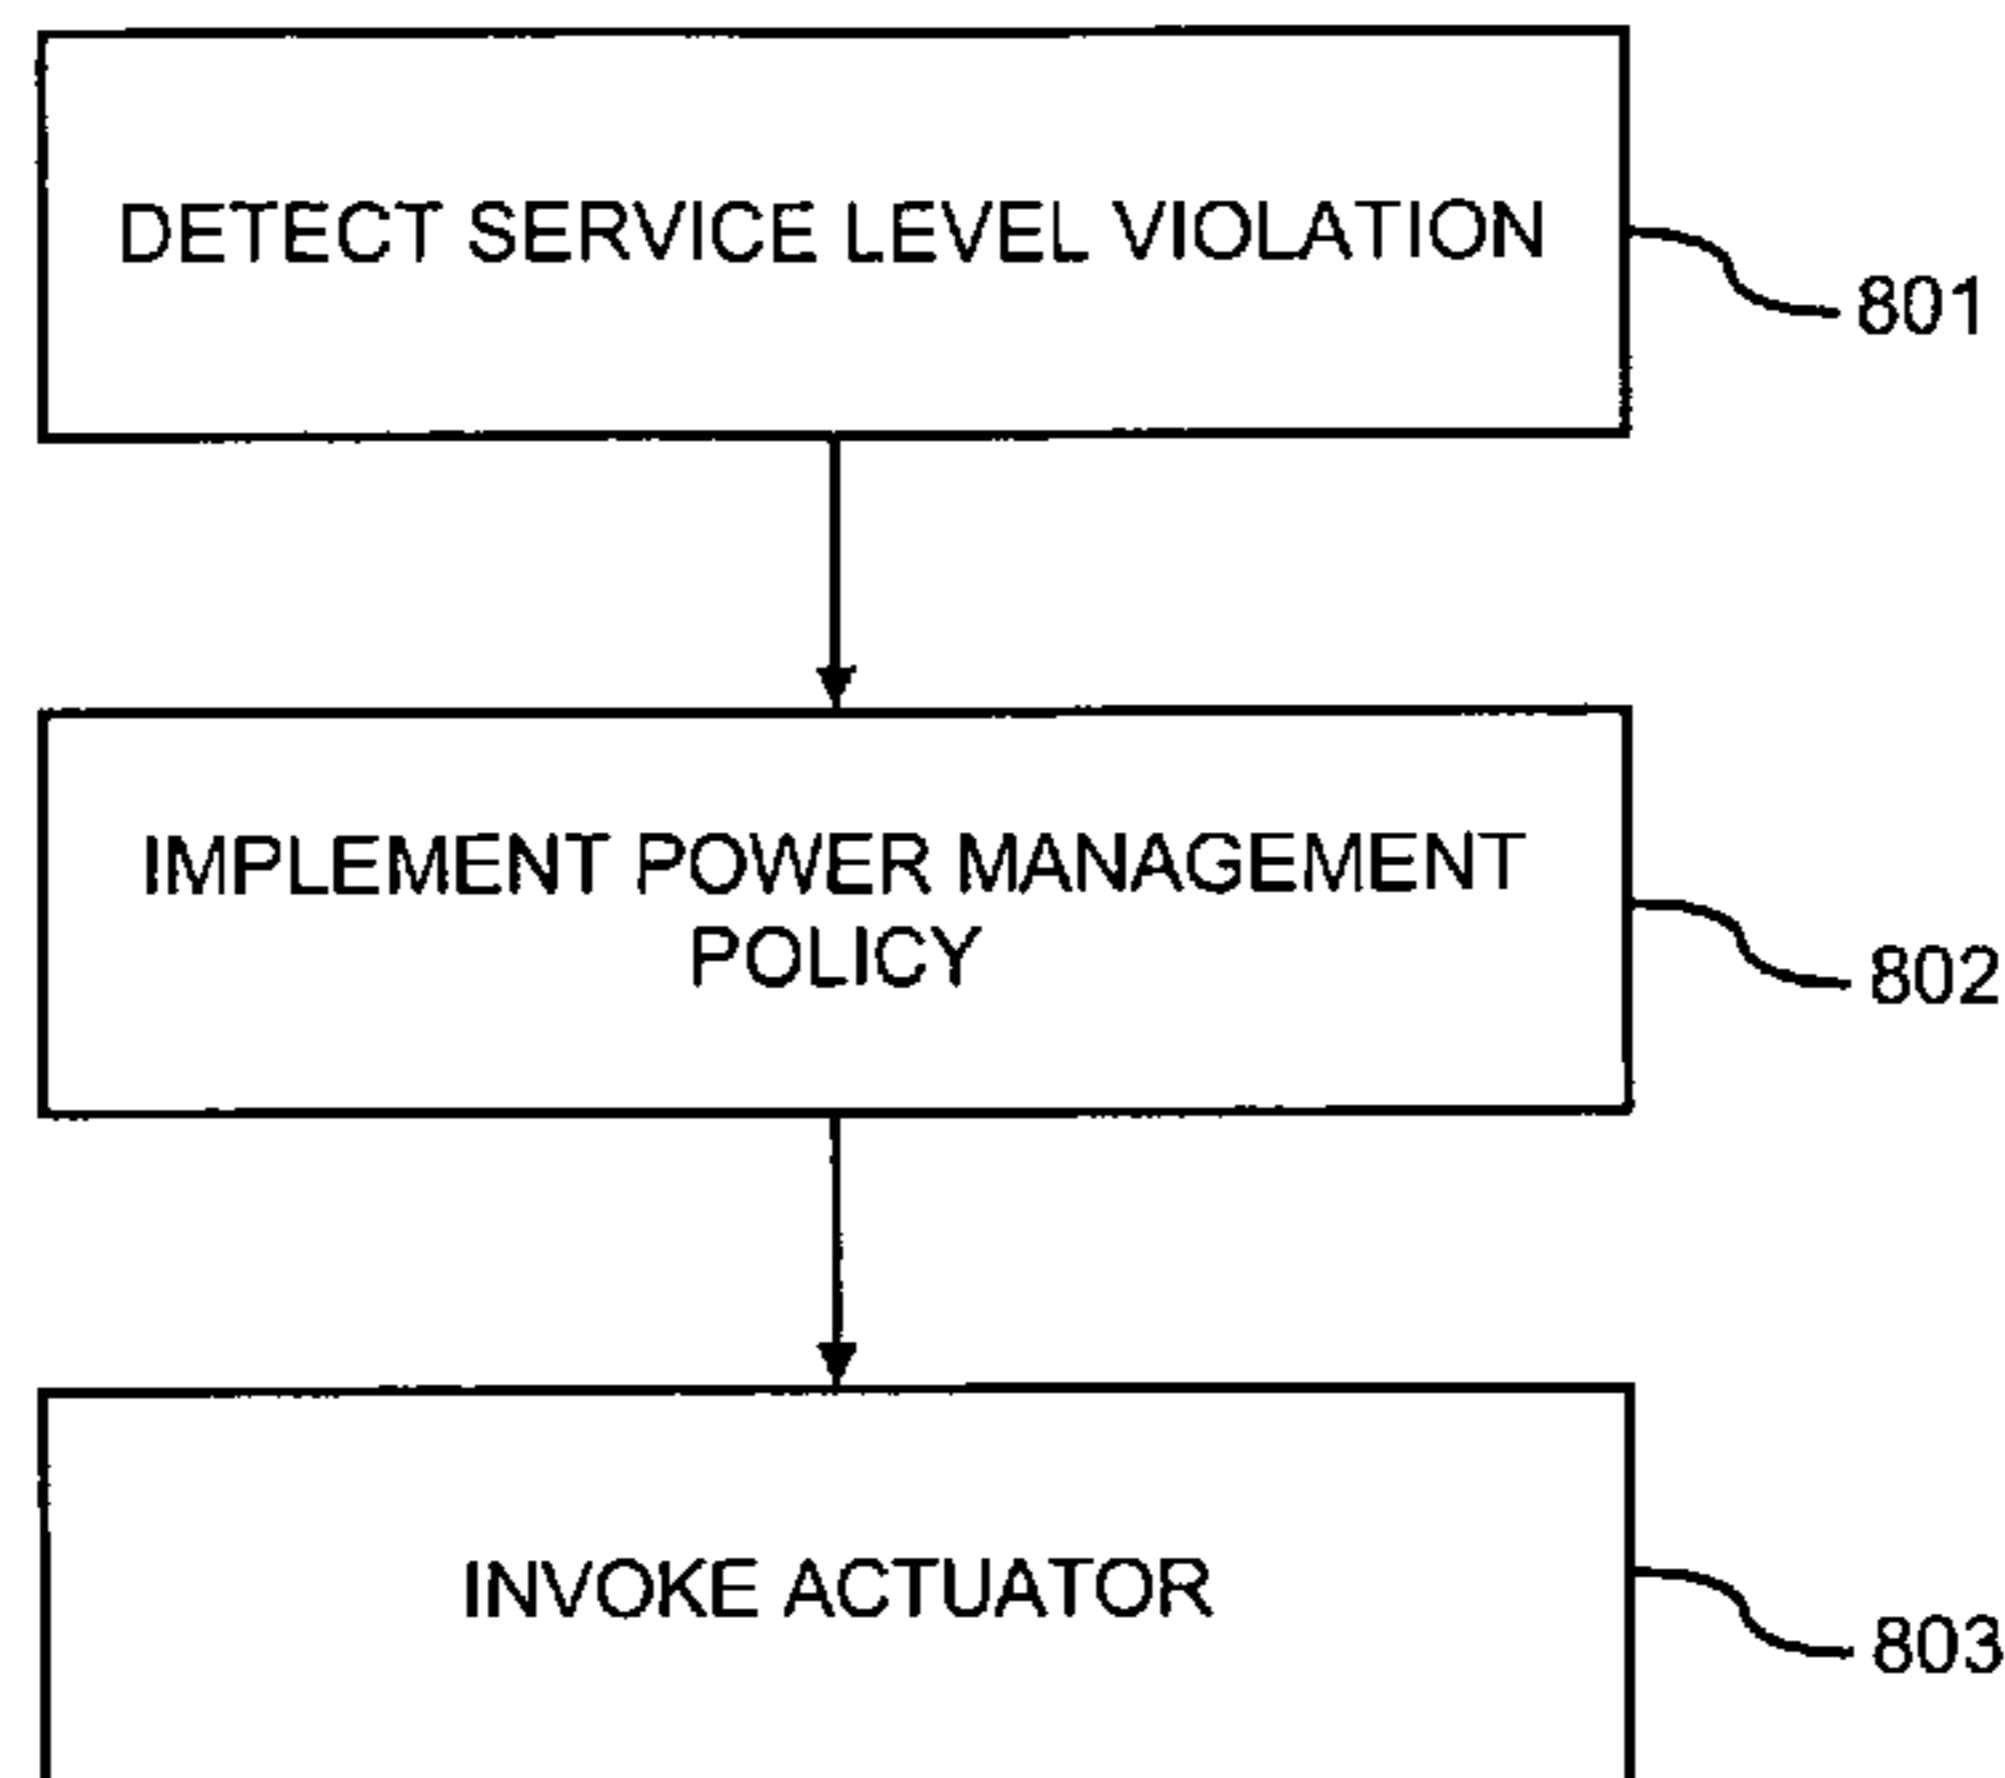 DETECT SERVICE LEVEL VIOLATION
801
IMPLEMENT POWER MANAGEMENT
POLICY
802
INVOKE ACTUATOR
803